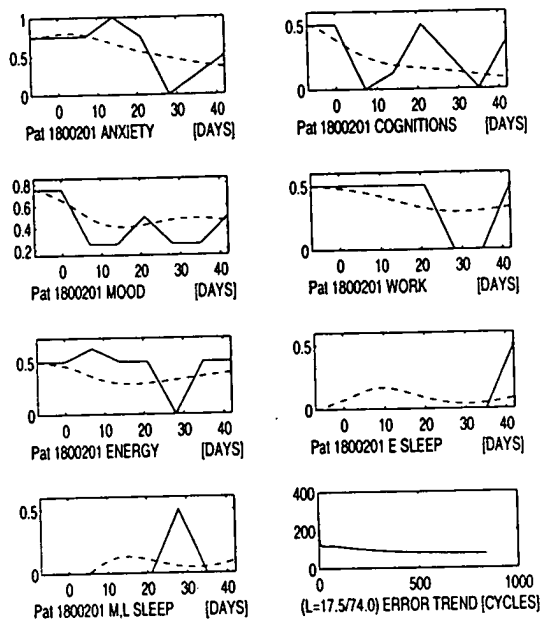 1
0.5
0
0 10 20 30 40
Pat 1800201 ANXIETY [DAYS]
0.5
0
0 10 20 30 40
Pat 1800201 COGNITIONS [DAYS]
0.8
0.6
0.4
0.2
0 10 20 30 40
Pat 1800201 MOOD [DAYS]
0.5
0
0 10 20 30 40
Pat 1800201 WORK [DAYS]
0.5
0
0 10 20 30 40
Pat 1800201 ENERGY [DAYS]
0.5
0
0 10 20 30 40
Pat 1800201 E SLEEP [DAYS]
0.5
0
0 10 20 30 40
Pat 1800201 M,L SLEEP [DAYS]
400
200
0
0 500 1000
(L=17.5/74.0) ERROR TREND [CYCLES]